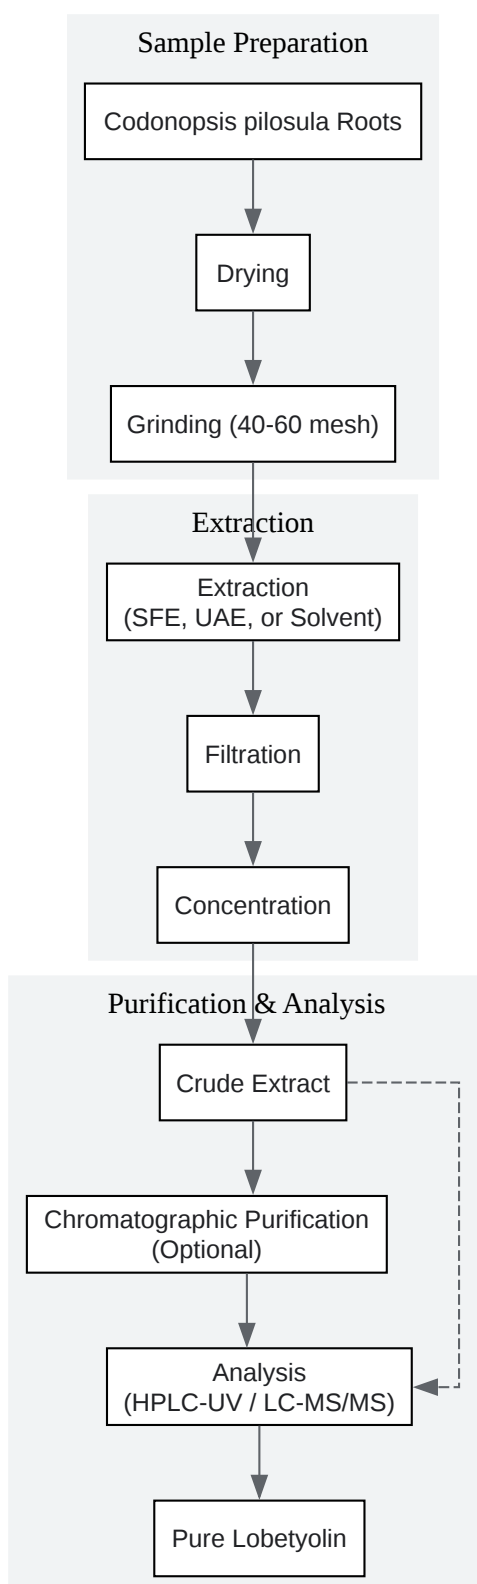 Sample Preparation
Codonopsis pilosula Roots
Drying
Grinding (40-60 mesh)
Extraction
Extraction
(SFE, UAE, or Solvent)
Filtration
Concentration
Purification & Analysis
Crude Extract
Chromatographic Purification
(Optional)
Analysis
(HPLC-UV / LC-MS/MS)
Pure Lobetyolin